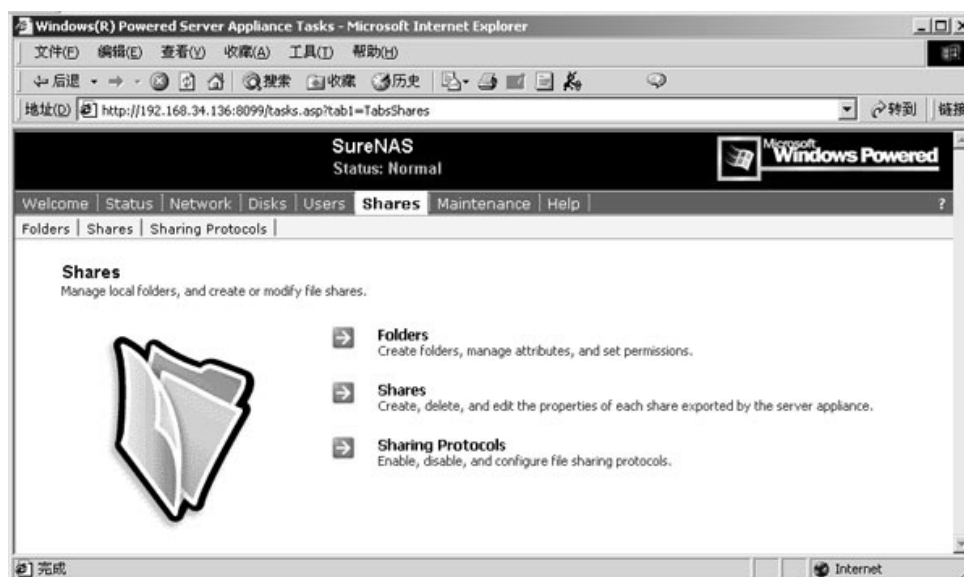 Windows(R) Powered Server Appliance Tasks - Microsoft Internet Explorer
文件(F) 编辑(E) 查看(V) 收藏(A) 工具(T) 帮助(H)
后退 搜索 收藏 历史
地址(D) http://192.168.34.136:8099/tasks.asp?tab1=TabsShares 转到 链接
SureNAS
Status: Normal
Microsoft
Windows Powered
Welcome | Status | Network | Disks | Users | Shares | Maintenance | Help | ?
Folders | Shares | Sharing Protocols |
Shares
Manage local folders, and create or modify file shares.
Folders
Create folders, manage attributes, and set permissions.
Shares
Create, delete, and edit the properties of each share exported by the server appliance.
Sharing Protocols
Enable, disable, and configure file sharing protocols.
完成 Internet